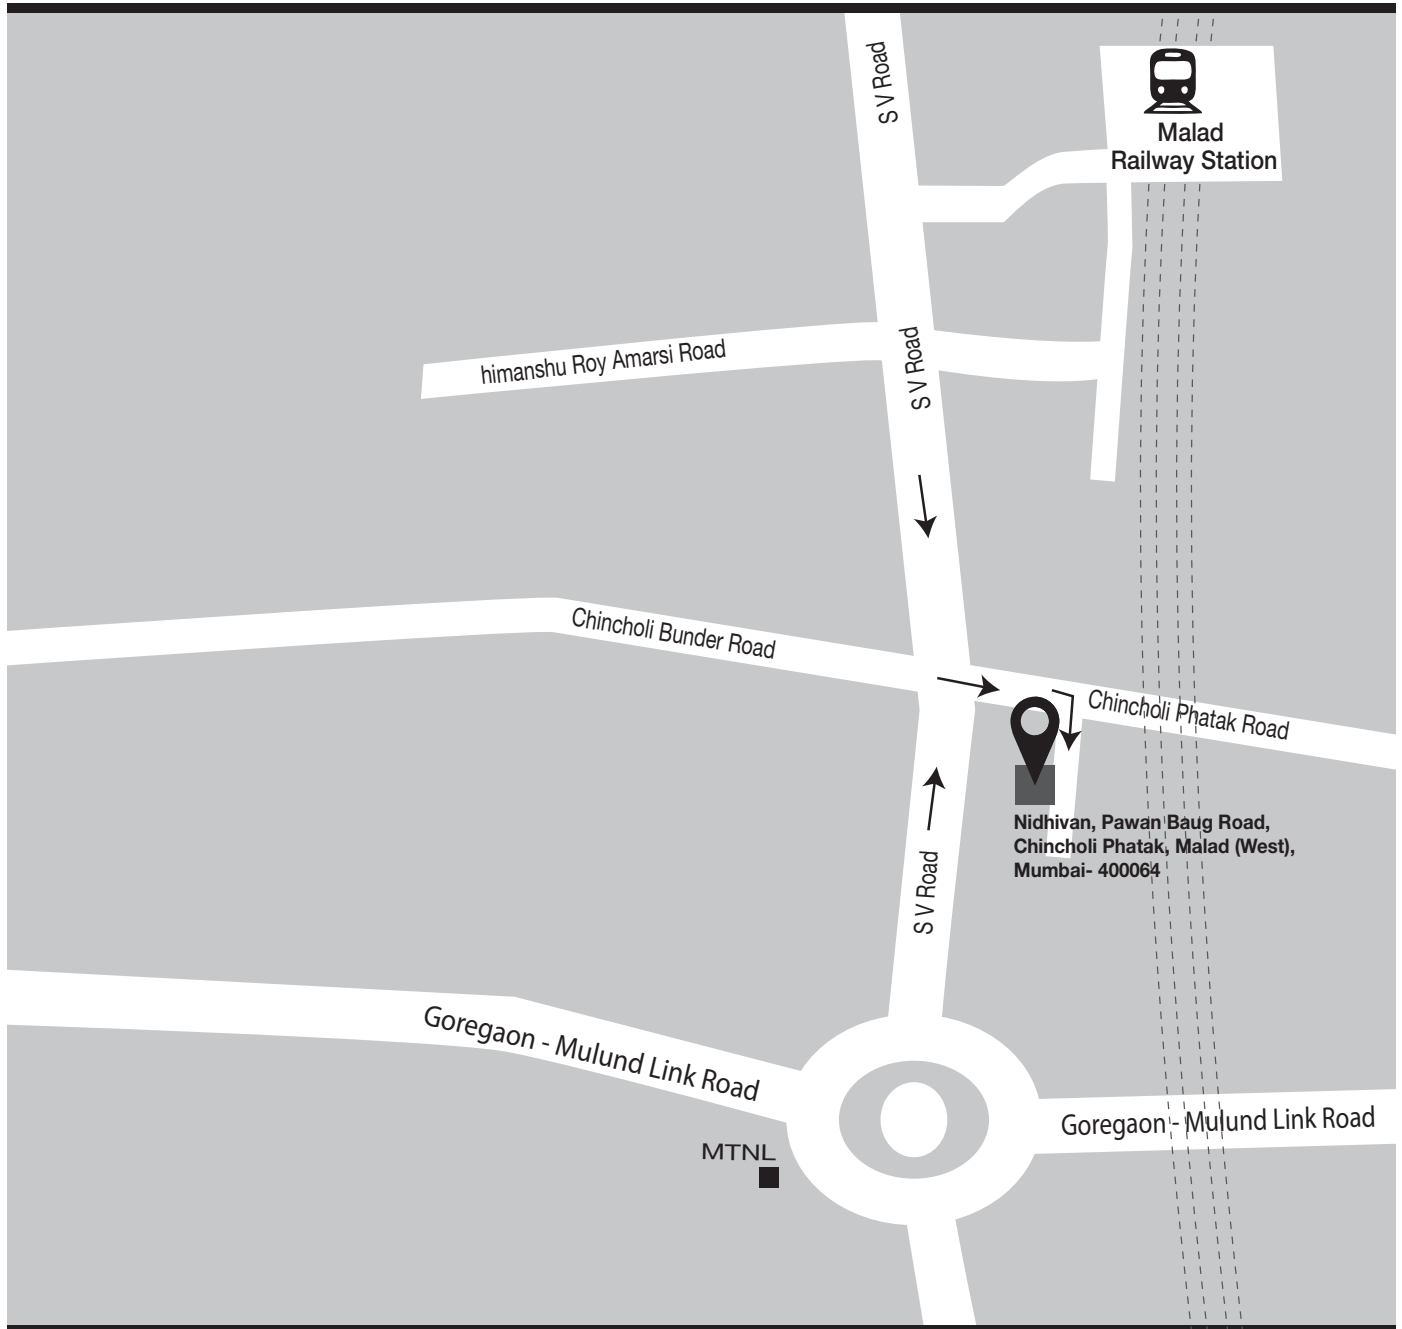 S V Road
Malad
Railway Station
himanshu Roy Amarsi Road
S V Road
Chincholi Bunder Road
Chincholi Phatak Road
Nidhivan, Pawan Baug Road,
Chincholi Phatak, Malad (West),
Mumbai- 400064
S V Road
Goregaon - Mulund Link Road
Goregaon - Mulund Link Road
MTNL